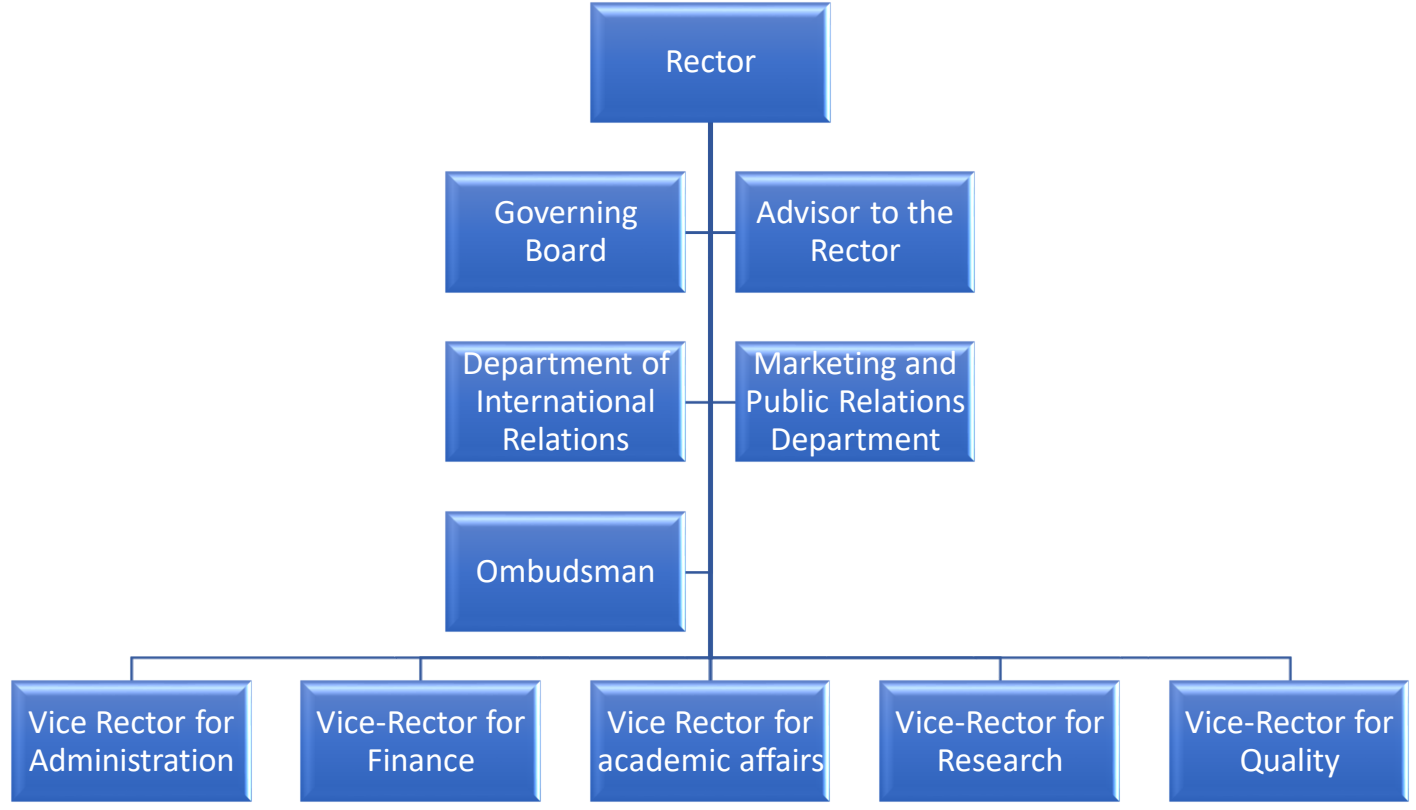 Rector
Governing
Board
Advisor to the
Rector
Department of
International
Relations
Marketing and
Public Relations
Department
Ombudsman
Vice Rector for
Administration
Vice-Rector for
Finance
Vice Rector for
academic affairs
Vice-Rector for
Research
Vice-Rector for
Quality